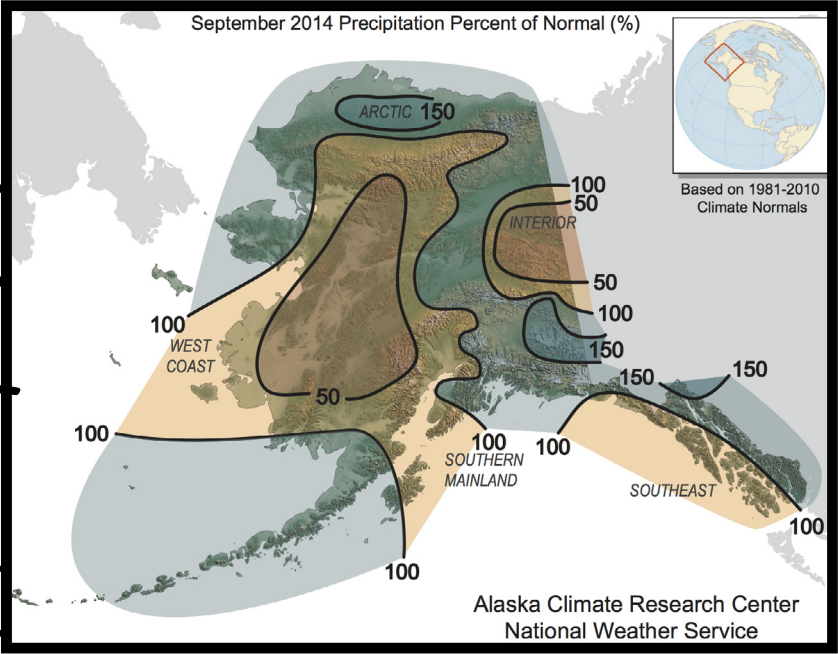 September 2014 Precipitation Percent of Normal (%)
ARCTIC 150
Based on 1981-2010
Climate Normals
100
50
INTERIOR
50
100
100
WEST
COAST
150
150
150
50
100
100
100
SOUTHERN
MAINLAND
SOUTHEAST
100
100
Alaska Climate Research Center
National Weather Service